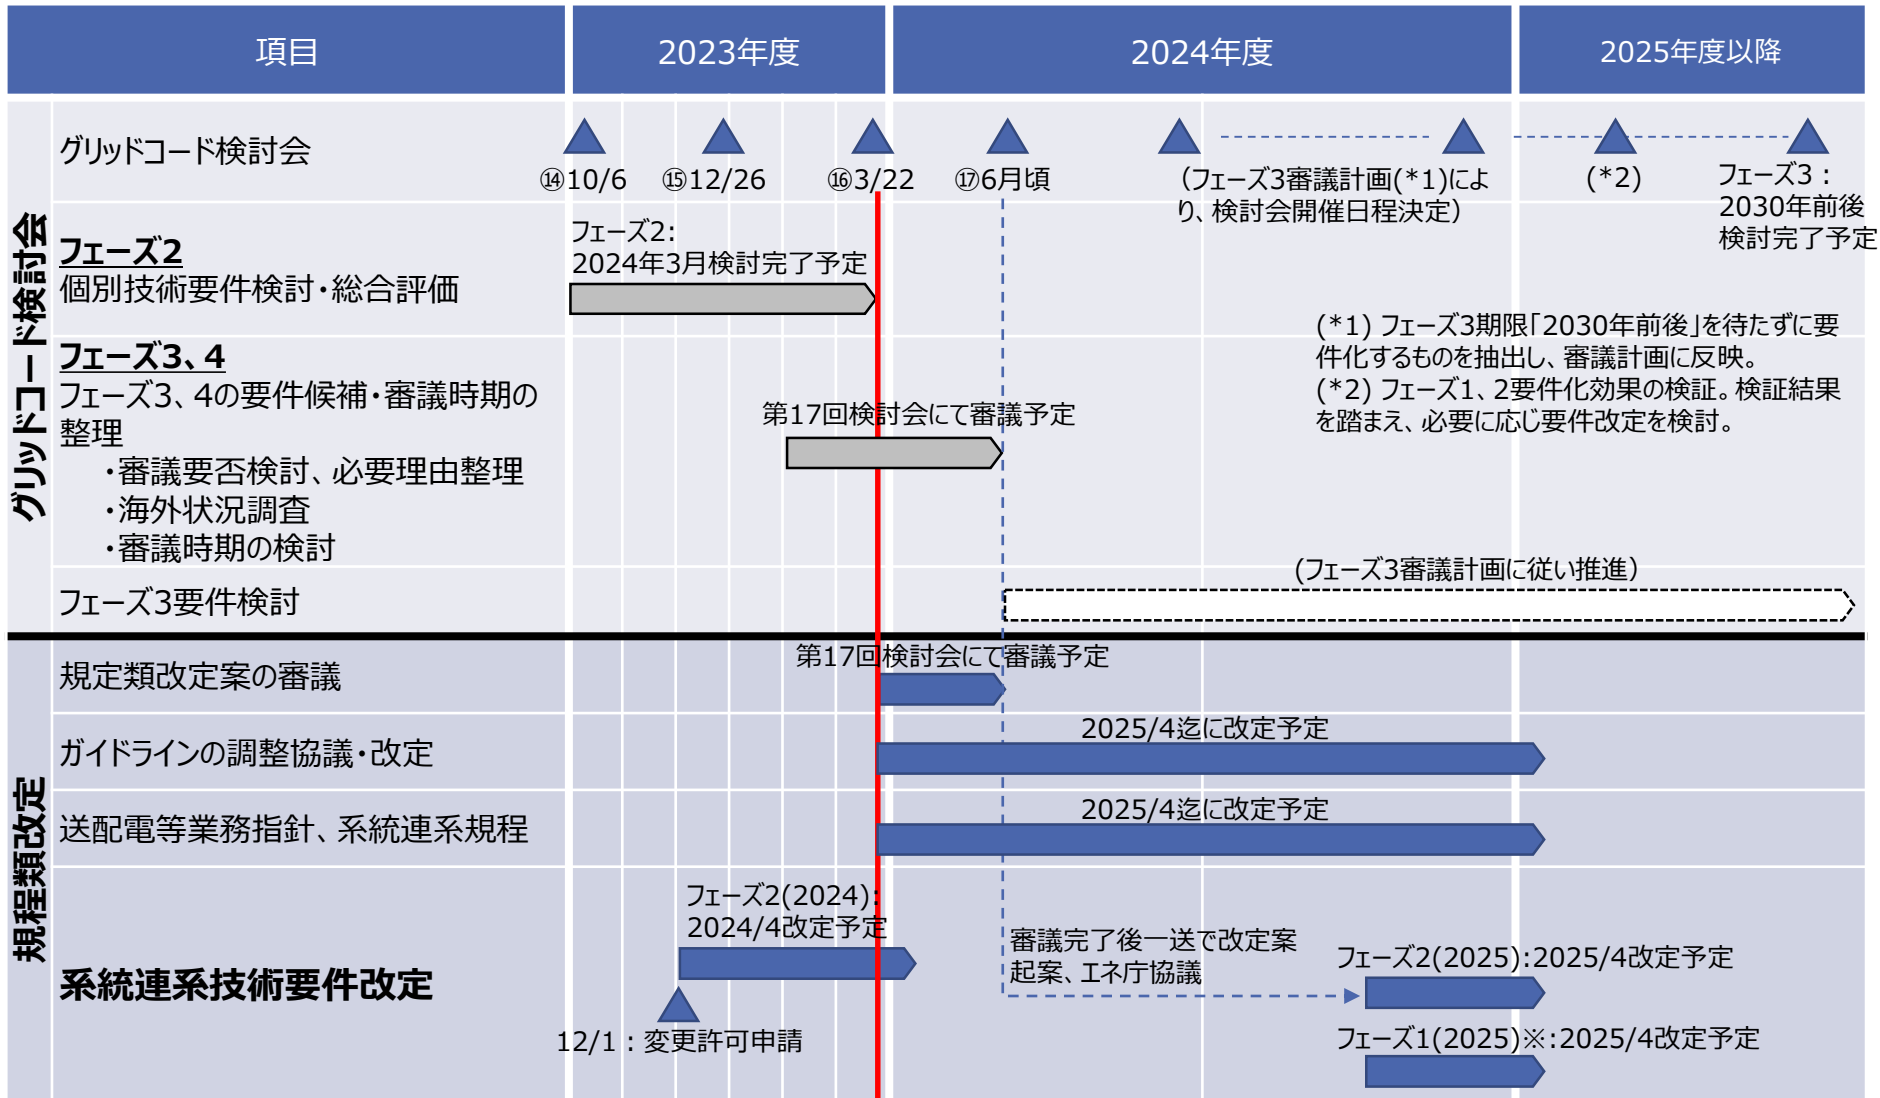 項目
2023年度
2024年度
2025年度以降
グリッドコード検討会
グリッドコード検討会
⑭10/6
⑮12/26
⑯3/22
⑰6月頃
(フェーズ3審議計画(*1)によ
り、検討会開催日程決定)
(*2)
フェーズ3：
2030年前後
検討完了予定
フェーズ2
個別技術要件検討・総合評価
フェーズ2:
2024年3月検討完了予定
(*1) フェーズ3期限「2030年前後」を待たずに要
件化するものを抽出し、審議計画に反映。
(*2) フェーズ1、2要件化効果の検証。検証結果
を踏まえ、必要に応じ要件改定を検討。
フェーズ3、4
フェーズ3、4の要件候補・審議時期の
整理
・審議要否検討、必要理由整理
・海外状況調査
・審議時期の検討
第17回検討会にて審議予定
フェーズ3要件検討
(フェーズ3審議計画に従い推進)
規程類改定
規定類改定案の審議
第17回検討会にて審議予定
ガイドラインの調整協議・改定
2025/4迄に改定予定
送配電等業務指針、系統連系規程
2025/4迄に改定予定
系統連系技術要件改定
フェーズ2(2024):
2024/4改定予定
12/1：変更許可申請
審議完了後一送で改定案
起案、エネ庁協議
フェーズ2(2025):2025/4改定予定
フェーズ1(2025)※:2025/4改定予定